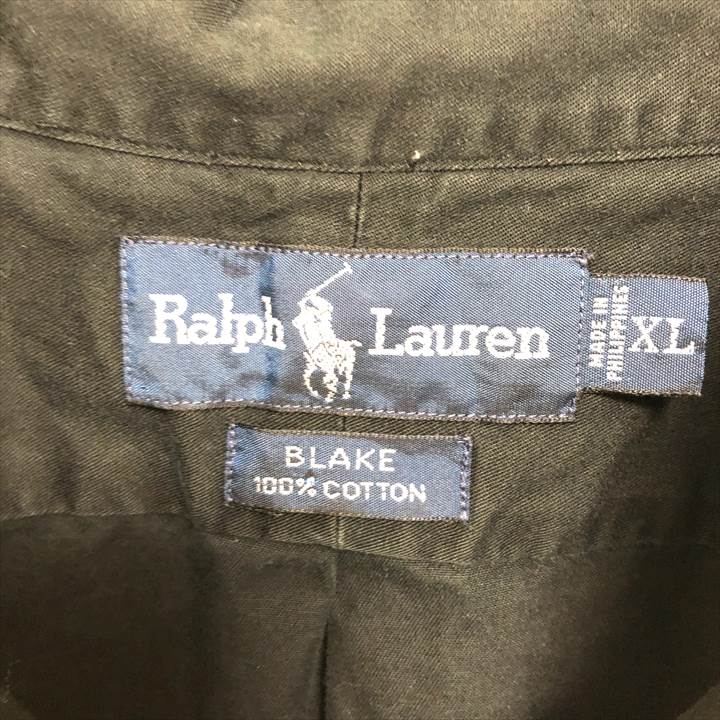 Ralph Lauren
MADE IN
PHILIPPINES
XL
BLAKE
100% COTTON